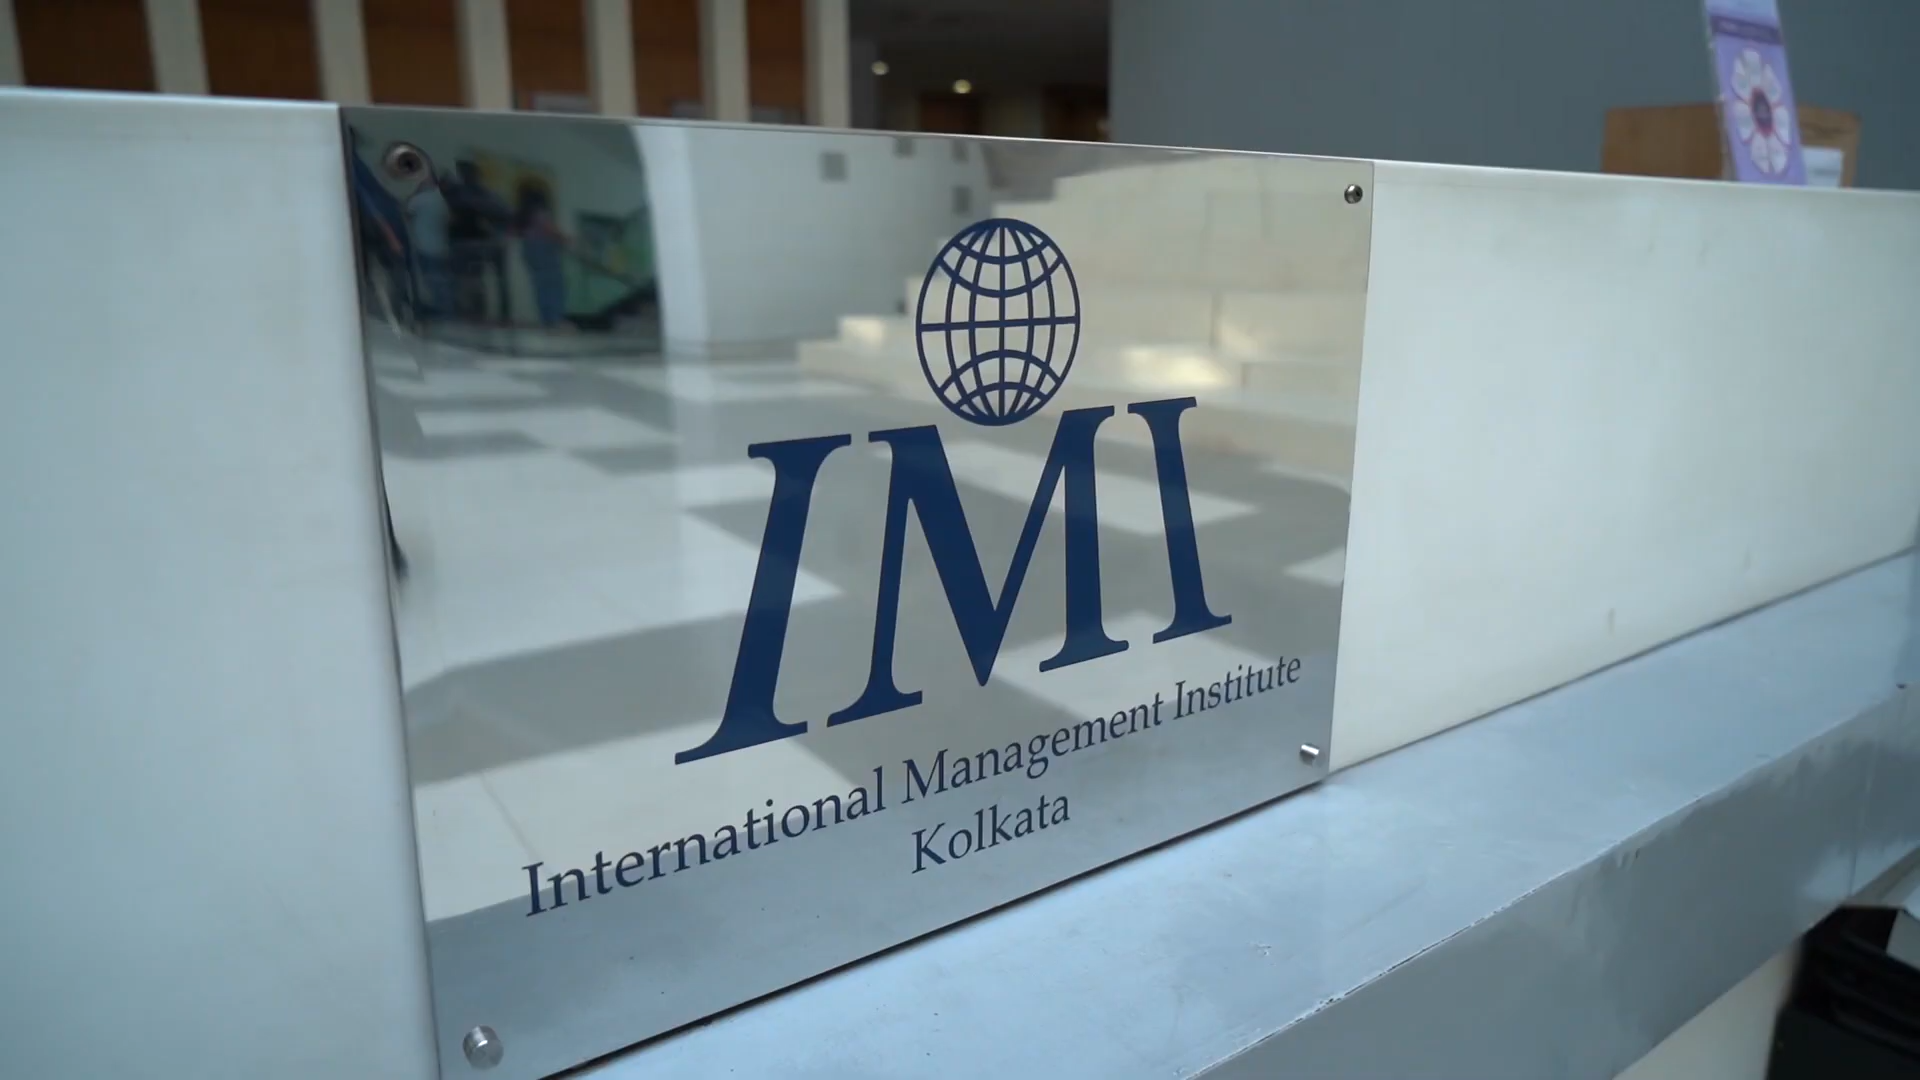 IMI
International Management Institute
Kolkata